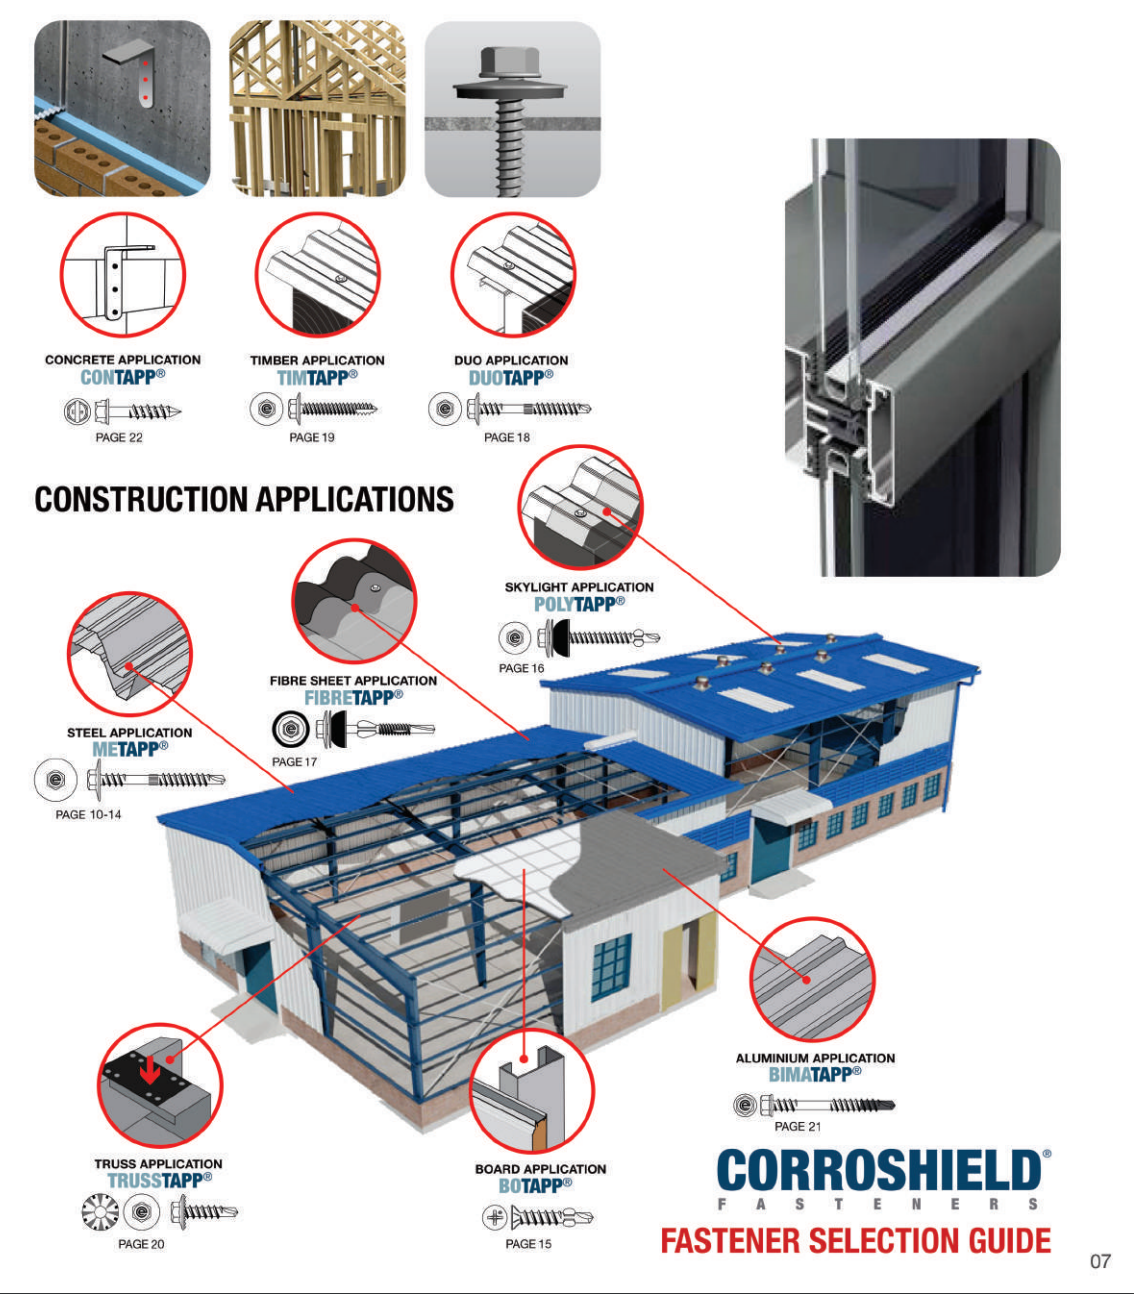 CONCRETE APPLICATION
CONTAPP®
PAGE 22
TIMBER APPLICATION
TIMTAPP®
PAGE 19
DUO APPLICATION
DUOTAPP®
PAGE 18
CONSTRUCTION APPLICATIONS
SKYLIGHT APPLICATION
POLYTAPP®
PAGE 16
FIBRE SHEET APPLICATION
FIBRETAPP®
PAGE 17
STEEL APPLICATION
METAPP®
PAGE 10-14
ALUMINIUM APPLICATION
BIMATAPP®
PAGE 21
TRUSS APPLICATION
TRUSSTAPP®
PAGE 20
BOARD APPLICATION
BOTAPP®
PAGE 15
CORROSHIELD®
FASTENERS
FASTENER SELECTION GUIDE
07